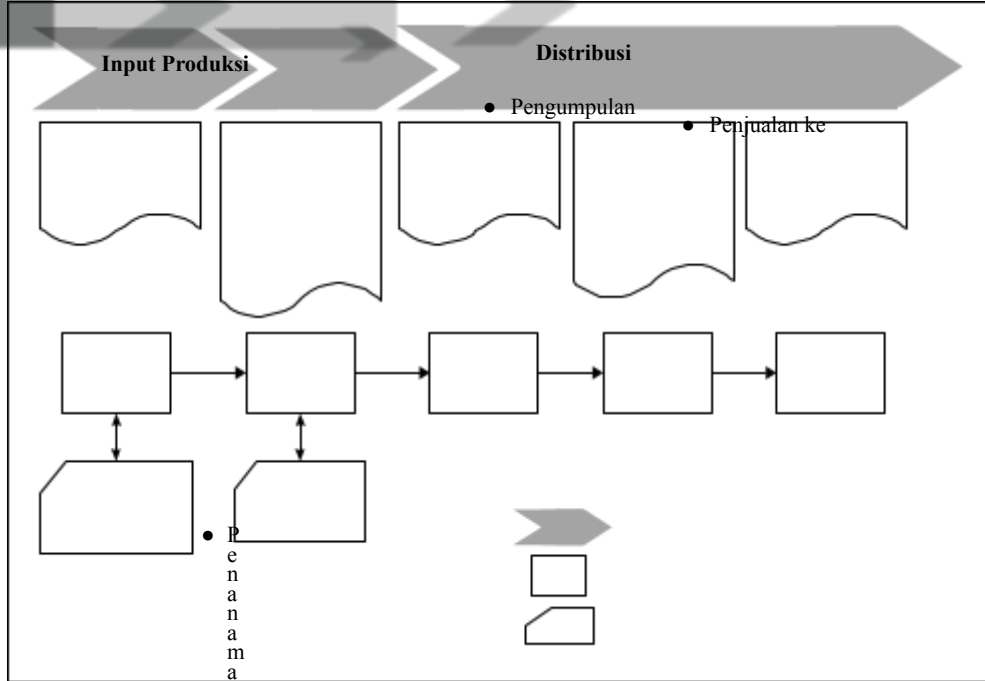 Input Produksi
Distribusi
• Pengumpulan
• Penjualan ke
• P
e
n
a
n
a
m
a